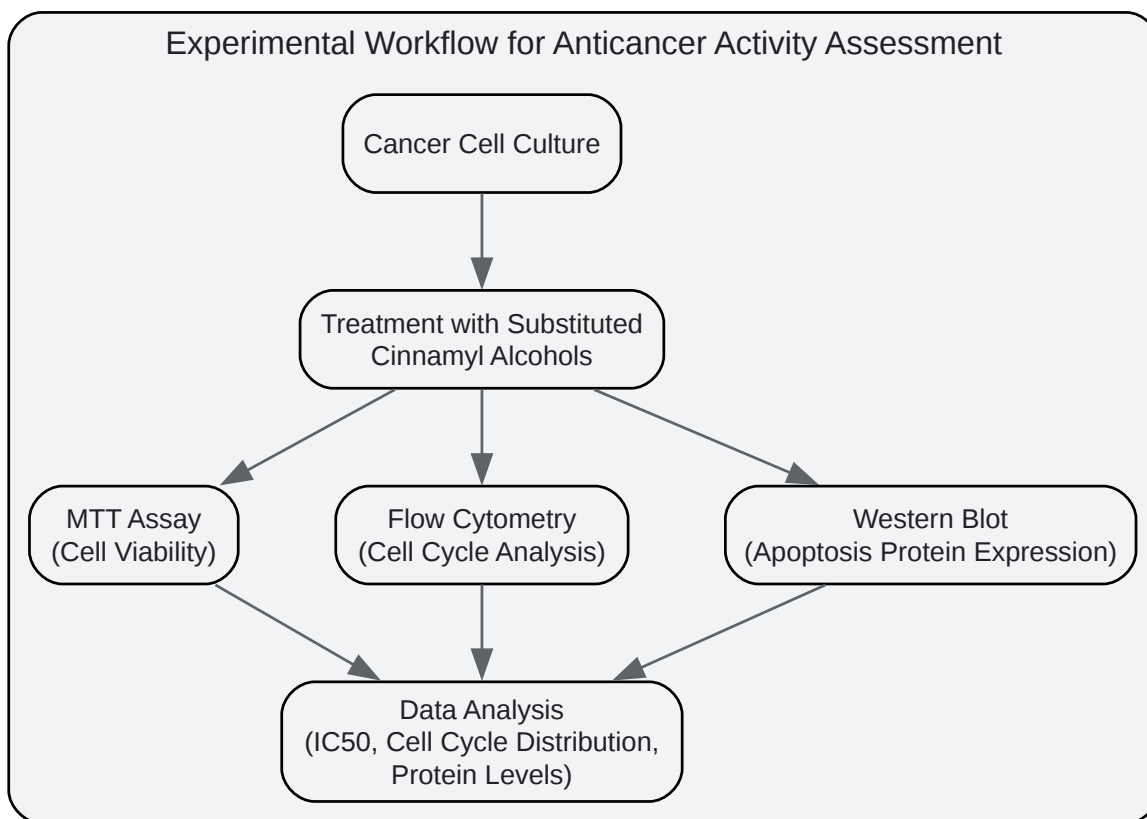 Experimental Workflow for Anticancer Activity Assessment
Cancer Cell Culture
Treatment with Substituted
Cinnamyl Alcohols
MTT Assay
(Cell Viability)
Flow Cytometry
(Cell Cycle Analysis)
Western Blot
(Apoptosis Protein Expression)
Data Analysis
(IC50, Cell Cycle Distribution,
Protein Levels)